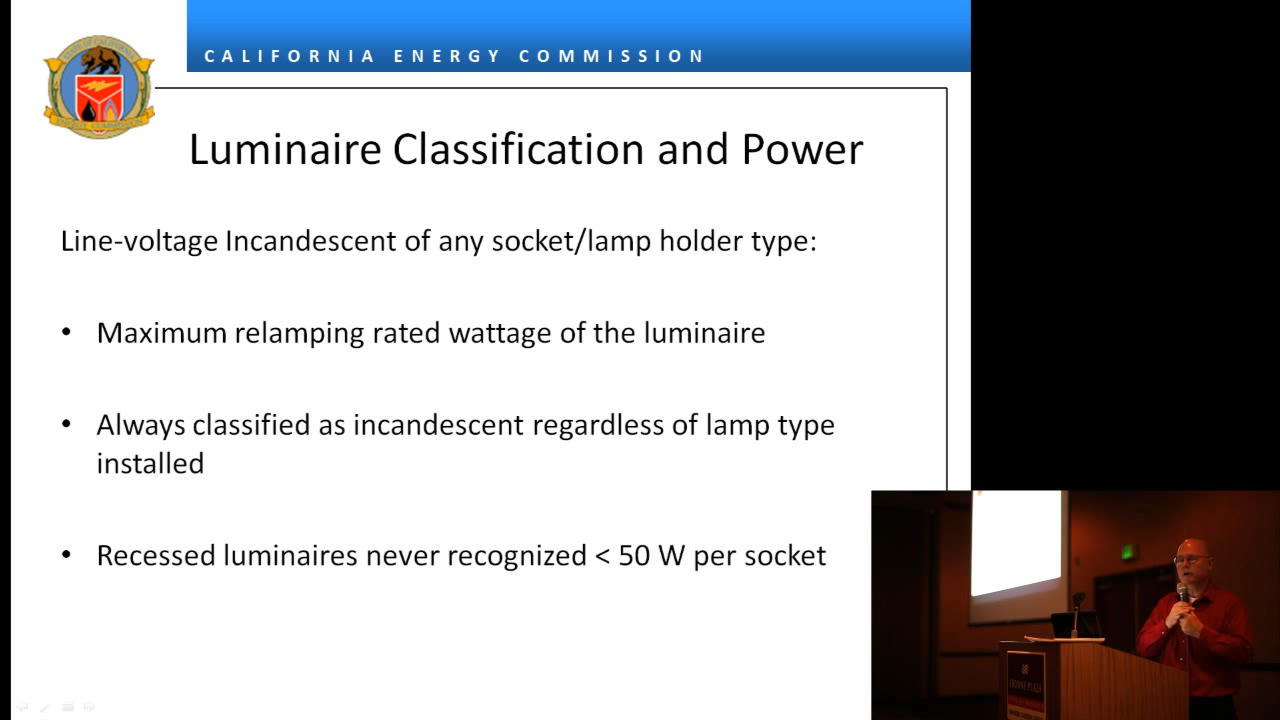 CALIFORNIA ENERGY COMMISSION
Luminaire Classification and Power
Line-voltage Incandescent of any socket/lamp holder type:
• Maximum relamping rated wattage of the luminaire
• Always classified as incandescent regardless of lamp type
installed
• Recessed luminaires never recognized < 50 W per socket